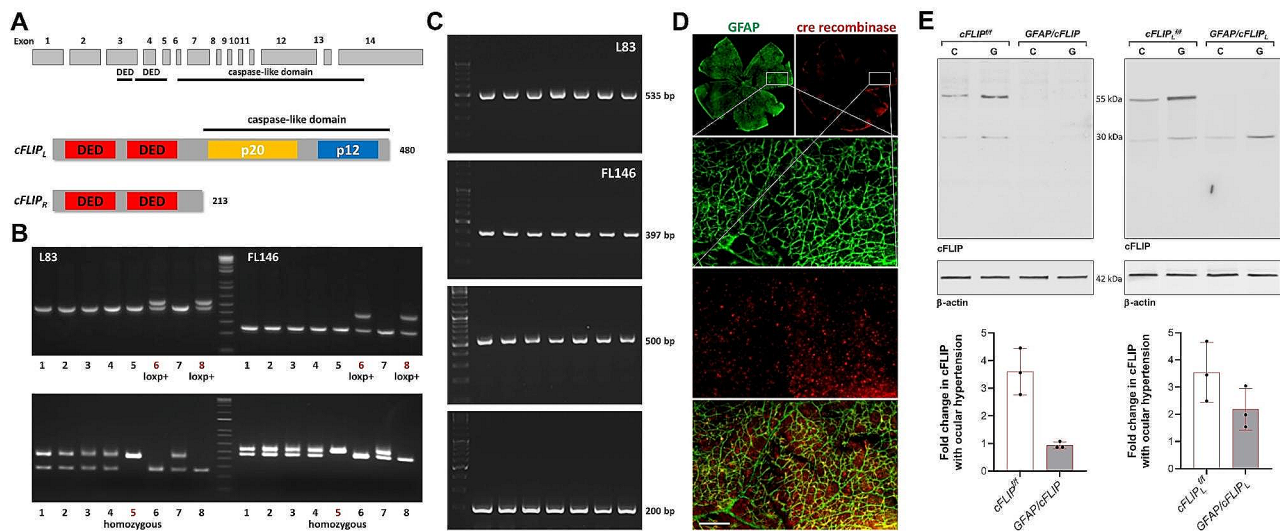 A
Exon 1 2 3 4 5 6 7 8 9 10 11 12 13 14
DED DED caspase-like domain
caspase-like domain
cFLIPL DED DED p20 p12 480
cFLIPR DED DED 213
B
L83 FL146
1 2 3 4 5 6 7 8 1 2 3 4 5 6 7 8
loxp+ loxp+ loxp+ loxp+
1 2 3 4 5 6 7 8 1 2 3 4 5 6 7 8
homozygous homozygous
C
L83
535 bp
FL146
397 bp
500 bp
200 bp
D
GFAP cre recombinase
E
cFLIPf/f GFAP/cFLIP
C G C G
cFLIP
β-actin
cFLIPLf/f GFAP/cFLIPL
C G C G
55 kDa
30 kDa
cFLIP
42 kDa
β-actin
Fold change in cFLIP
with ocular hypertension
5
4
3
2
1
0
cFLIPf/f
GFAP/cFLIP
Fold change in cFLIP
with ocular hypertension
5
4
3
2
1
0
cFLIPLf/f
GFAP/cFLIPL